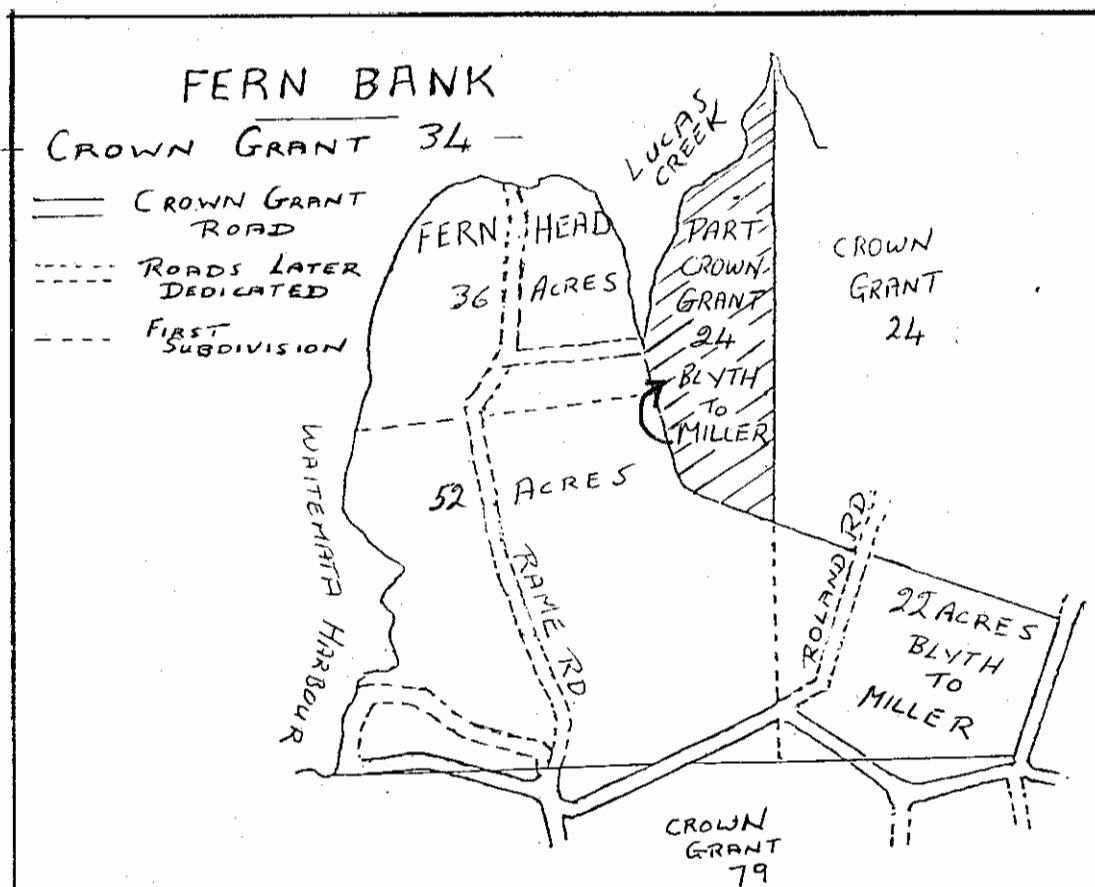 FERN BANK
CROWN GRANT 34
CROWN GRANT
ROAD
ROADS LATER
DEDICATED
FIRST
SUBDIVISION
LUCAS
CREEK
FERN HEAD
36 ACRES
PART
CROWN
GRANT
24
BLYTH
TO
MILLER
CROWN
GRANT
24
WAITEMATA HARBOUR
52 ACRES
RAME RD.
ROLAND RD.
22 ACRES
BLYTH
TO
MILLER
CROWN
GRANT
79